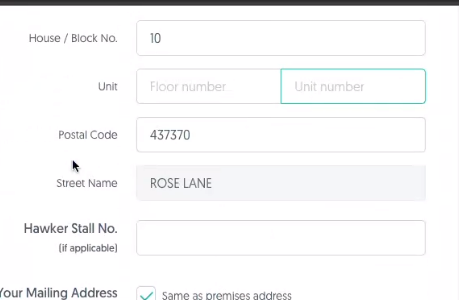 House / Block No. 10
Unit Floor number Unit number
Postal Code 437370
Street Name ROSE LANE
Hawker Stall No.
(if applicable)
Your Mailing Address Same as premises address